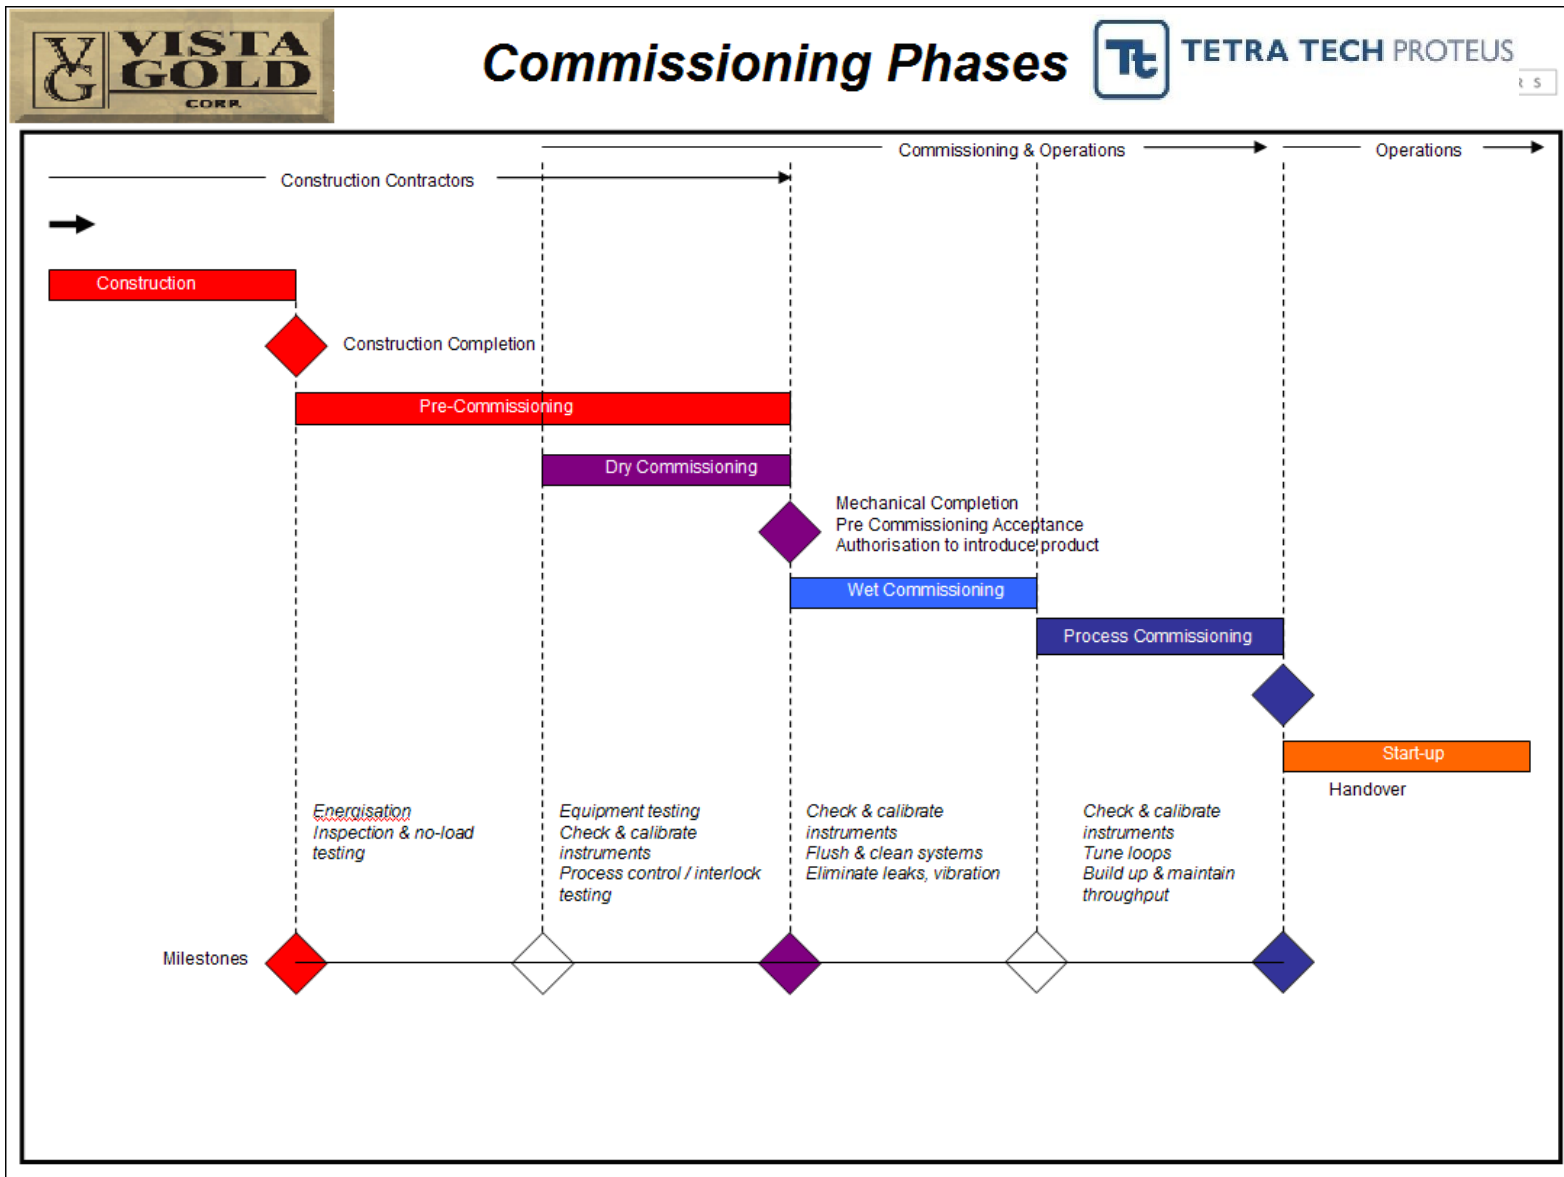 VG VISTA
GOLD
CORP.
Commissioning Phases
Tt TETRA TECH PROTEUS
R S
Commissioning & Operations
Operations
Construction Contractors
Construction
Construction Completion
Pre-Commissioning
Dry Commissioning
Mechanical Completion
Pre Commissioning Acceptance
Authorisation to introduce product
Wet Commissioning
Process Commissioning
Start-up
Handover
Energisation
Inspection & no-load
testing
Equipment testing
Check & calibrate
instruments
Process control / interlock
testing
Check & calibrate
instruments
Flush & clean systems
Eliminate leaks, vibration
Check & calibrate
instruments
Tune loops
Build up & maintain
throughput
Milestones